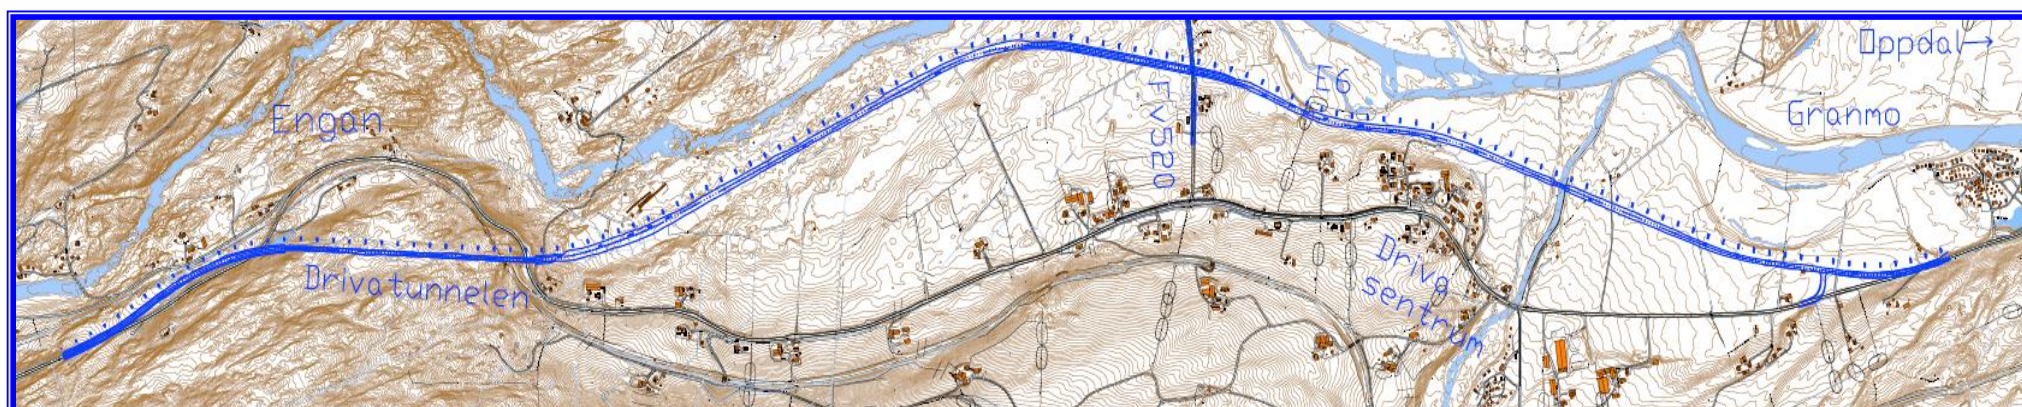 Oppdal→
E6
Engan
Fv520
Granmo
Driva
sentrum
Drivatunnelen